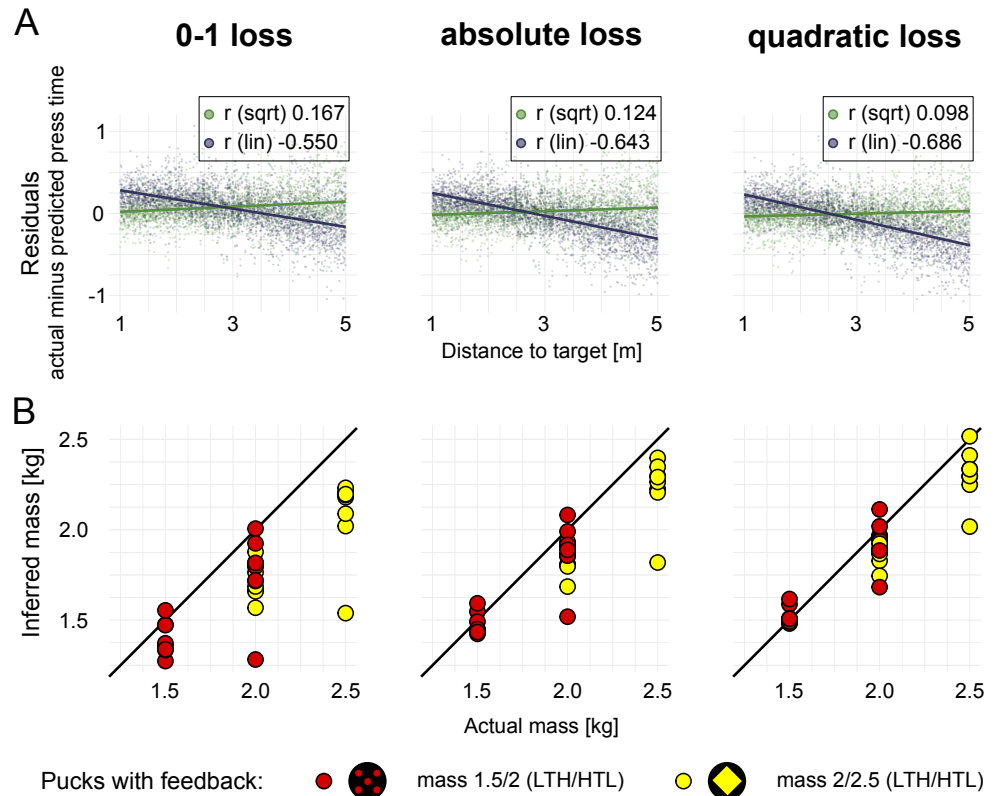 A
0-1 loss
absolute loss
quadratic loss
Residuals
actual minus predicted press time
r (sqrt) 0.167
r (lin) -0.550
r (sqrt) 0.124
r (lin) -0.643
r (sqrt) 0.098
r (lin) -0.686
1
0
-1
1 3 5
1 3 5
1 3 5
Distance to target [m]
B
Inferred mass [kg]
2.5
2.0
1.5
1.5 2.0 2.5
1.5 2.0 2.5
1.5 2.0 2.5
Actual mass [kg]
Pucks with feedback: mass 1.5/2 (LTH/HTL) mass 2/2.5 (LTH/HTL)